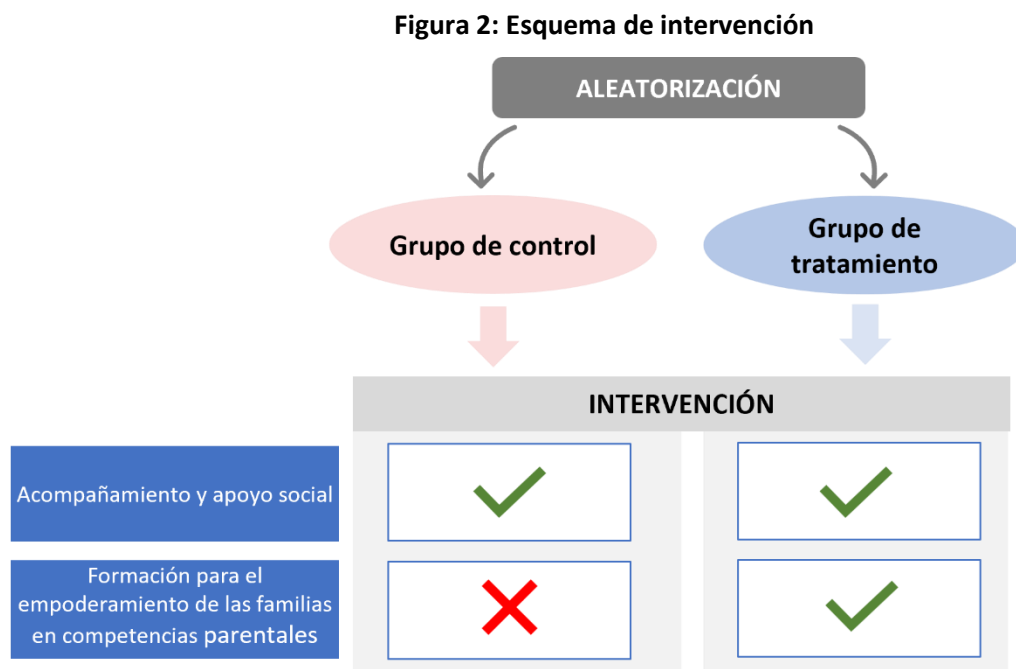 Figura 2: Esquema de intervención
ALEATORIZACIÓN
Grupo de control
Grupo de
tratamiento
INTERVENCIÓN
Acompañamiento y apoyo social
Formación para el
empoderamiento de las familias
en competencias parentales